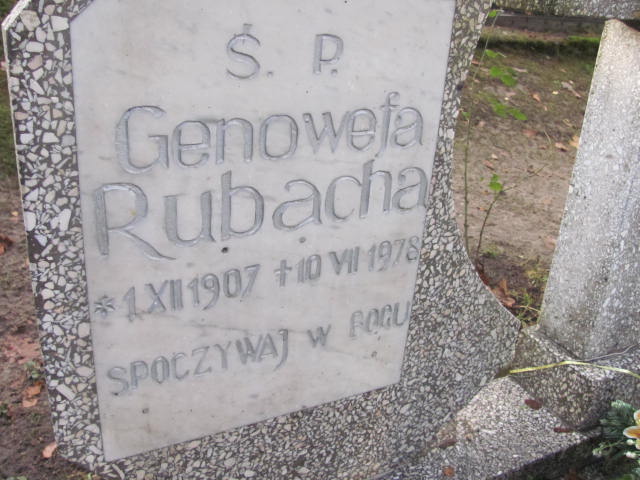 Ś. P.
Genowefa
Rubacha
*1.XII 1907 †10 VII 1978
SPOCZYWAJ W BOGU